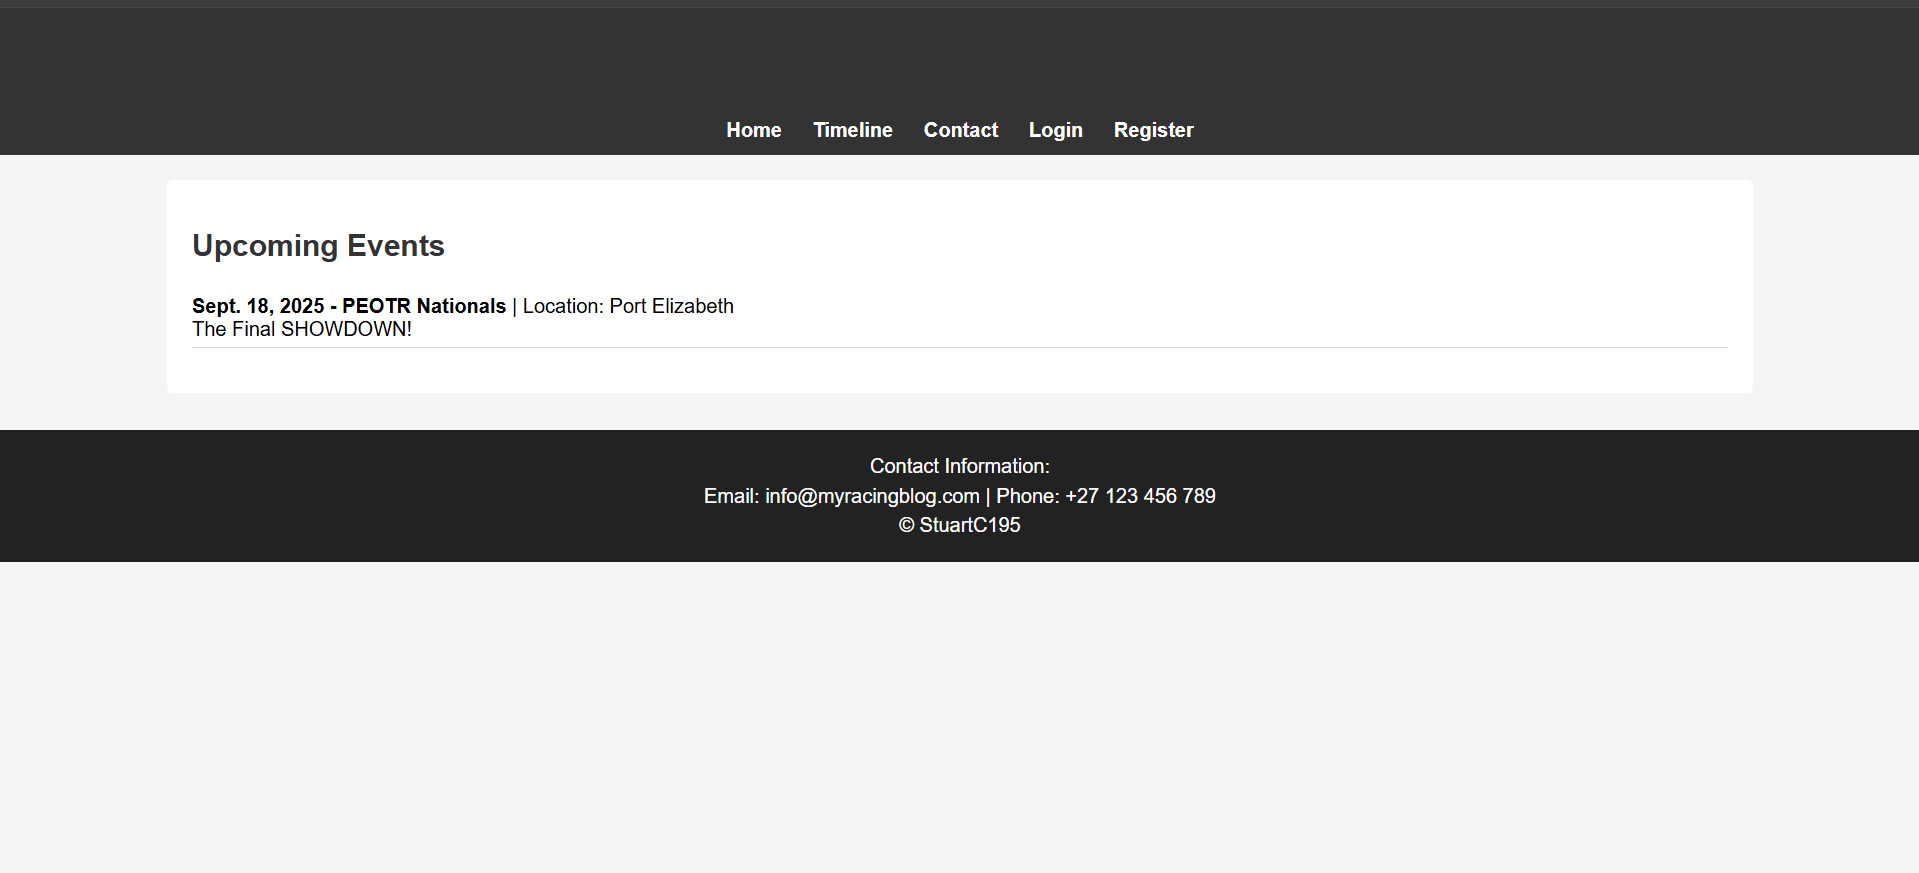 Home Timeline Contact Login Register
Upcoming Events
Sept. 18, 2025 - PEOTR Nationals | Location: Port Elizabeth
The Final SHOWDOWN!
Contact Information:
Email: info@myracingblog.com | Phone: +27 123 456 789
© StuartC195